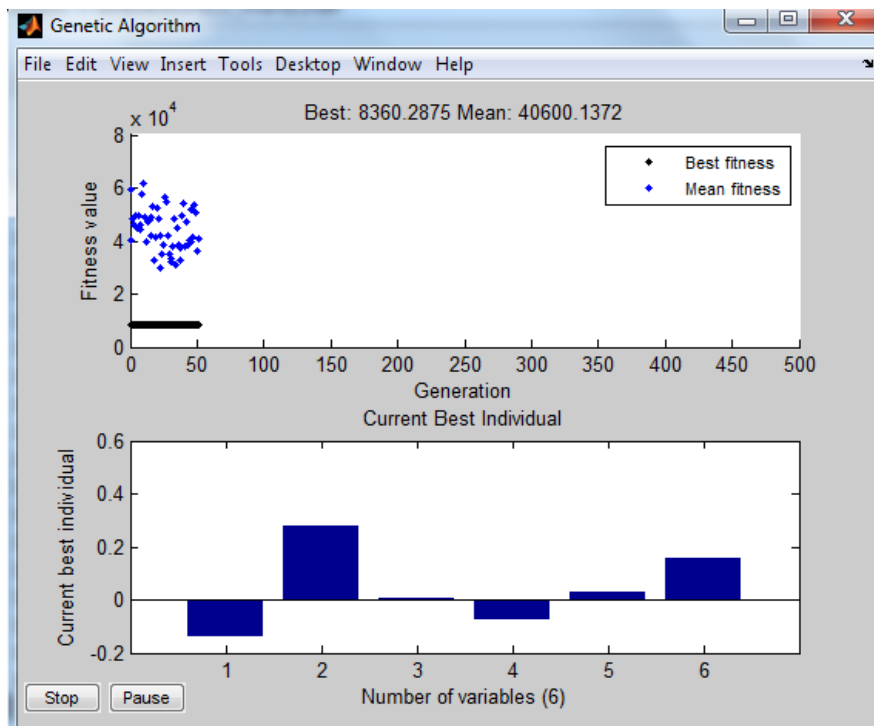 Genetic Algorithm
File Edit View Insert Tools Desktop Window Help
x 10^4
Best: 8360.2875 Mean: 40600.1372
Best fitness
Mean fitness
Fitness value
8
6
4
2
0
0 50 100 150 200 250 300 350 400 450 500
Generation
Current Best Individual
Current best individual
0.6
0.4
0.2
0
-0.2
1 2 3 4 5 6
Number of variables (6)
Stop Pause